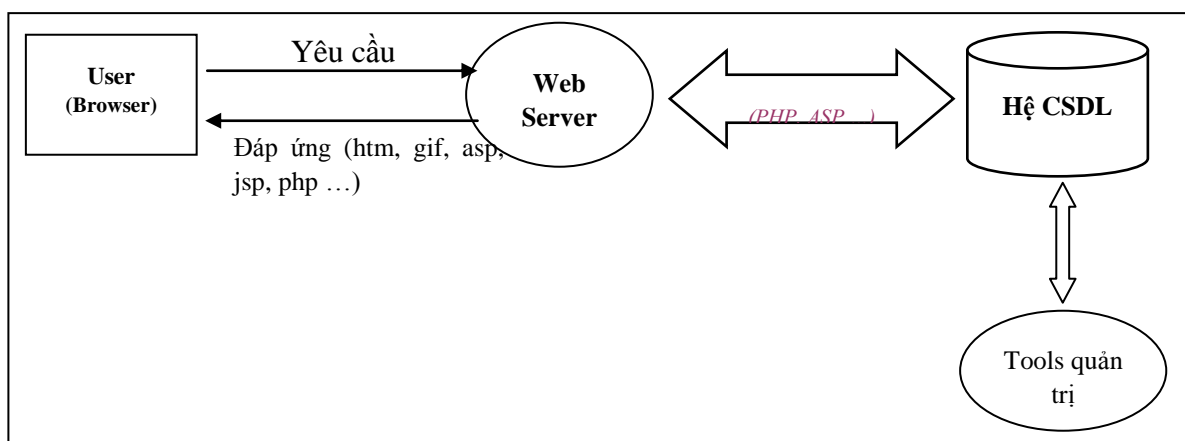 Yêu cầu
User
(Browser)
Web
Server
Hệ CSDL
(PHP, ASP …)
Đáp ứng (htm, gif, asp,
jsp, php …)
Tools quản
trị